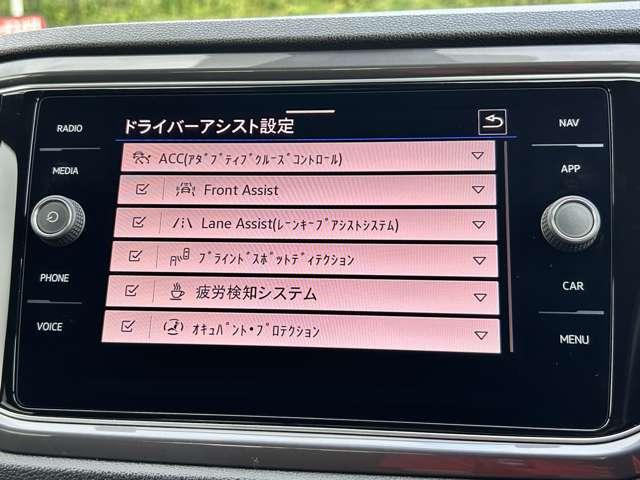 RADIO
MEDIA
PHONE
VOICE
ドライバーアシスト設定
ACC(ｱﾀﾞﾌﾟﾃｨﾌﾞｸﾙｰｽﾞｺﾝﾄﾛｰﾙ)
Front Assist
Lane Assist(ﾚｰﾝｷｰﾌﾟｱｼｽﾄｼｽﾃﾑ)
ﾌﾞﾗｲﾝﾄﾞｽﾎﾟｯﾄﾃﾞｨﾃｸｼｮﾝ
疲労検知システム
ｵｷｭﾊﾟﾝﾄ・ﾌﾟﾛﾃｸｼｮﾝ
NAV
APP
CAR
MENU